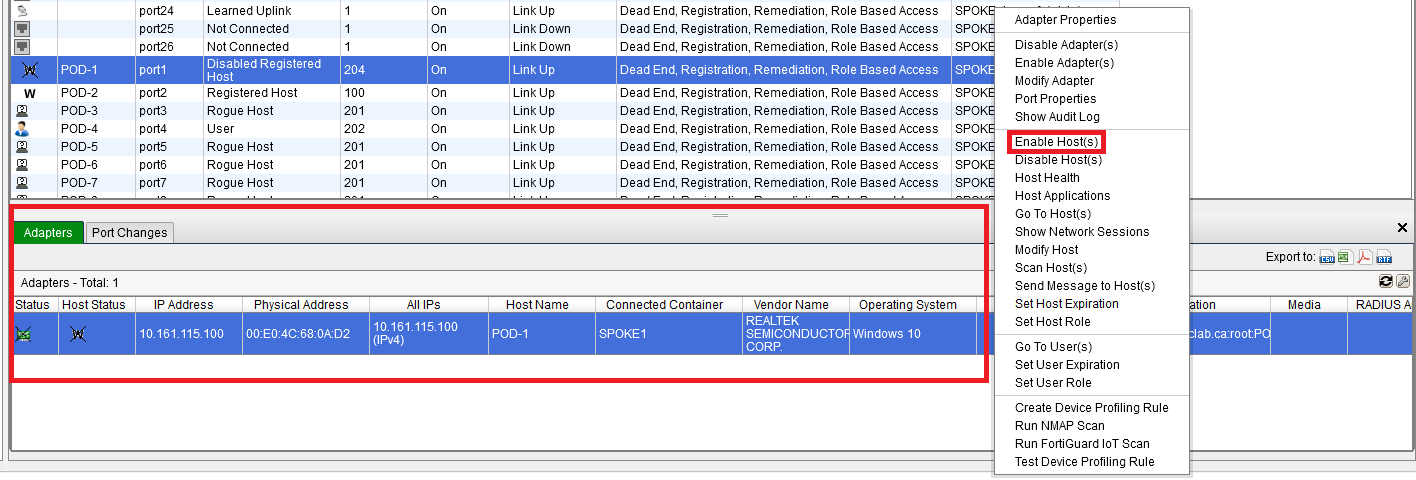 port24 Learned Uplink 1 On Link Up Dead End, Registration, Remediation, Role Based Access
port25 Not Connected 1 On Link Down Dead End, Registration, Remediation, Role Based Access SPOKE
port26 Not Connected 1 On Link Down Dead End, Registration, Remediation, Role Based Access SPOKE
W POD-1 port1 Disabled Registered Host 204 On Link Up Dead End, Registration, Remediation, Role Based Access SPOKE
W POD-2 port2 Registered Host 100 On Link Up Dead End, Registration, Remediation, Role Based Access SPOKE
POD-3 port3 Rogue Host 201 On Link Up Dead End, Registration, Remediation, Role Based Access SPOKE
POD-4 port4 User 202 On Link Up Dead End, Registration, Remediation, Role Based Access SPOKE
POD-5 port5 Rogue Host 201 On Link Up Dead End, Registration, Remediation, Role Based Access SPOKE
POD-6 port6 Rogue Host 201 On Link Up Dead End, Registration, Remediation, Role Based Access SPOKE
POD-7 port7 Rogue Host 201 On Link Up Dead End, Registration, Remediation, Role Based Access SPOKE
Adapters Port Changes
Export to: CSV PDF RTF
Adapters - Total: 1
Status Host Status IP Address Physical Address All IPs Host Name Connected Container Vendor Name Operating System ation Media RADIUS A
W 10.161.115.100 00:E0:4C:68:0A:D2 10.161.115.100 (IPv4) POD-1 SPOKE1 REALTEK SEMICONDUCTOR CORP. Windows 10 clab.ca:root:PO
Adapter Properties
Disable Adapter(s)
Enable Adapter(s)
Modify Adapter
Port Properties
Show Audit Log
Enable Host(s)
Disable Host(s)
Host Health
Host Applications
Go To Host(s)
Show Network Sessions
Modify Host
Scan Host(s)
Send Message to Host(s)
Set Host Expiration
Set Host Role
Go To User(s)
Set User Expiration
Set User Role
Create Device Profiling Rule
Run NMAP Scan
Run FortiGuard IoT Scan
Test Device Profiling Rule